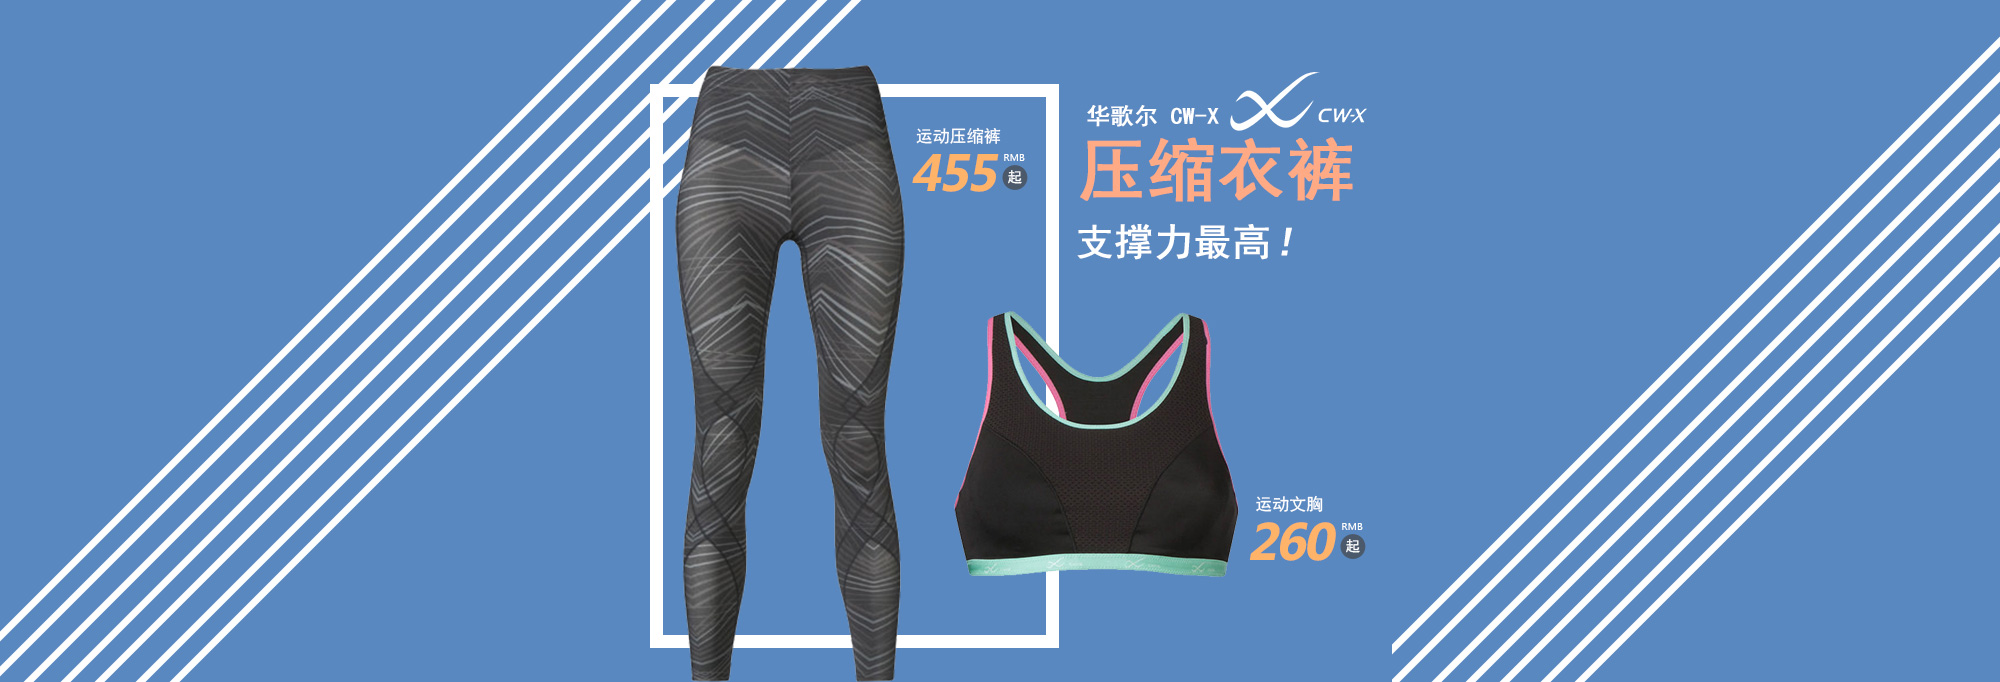 华歌尔 CW-X CW-X
压缩衣裤
支撑力最高!
运动压缩裤
455 RMB 起
运动文胸
260 RMB 起